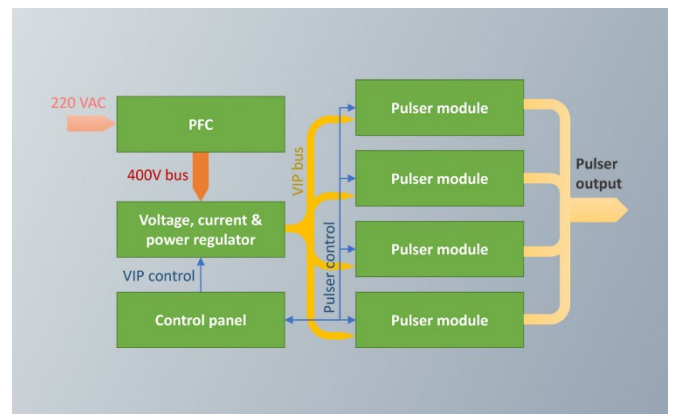 220 VAC
PFC
400V bus
Voltage, current &
power regulator
VIP control
Control panel
VIP bus
Pulser control
Pulser module
Pulser module
Pulser module
Pulser module
Pulser
output